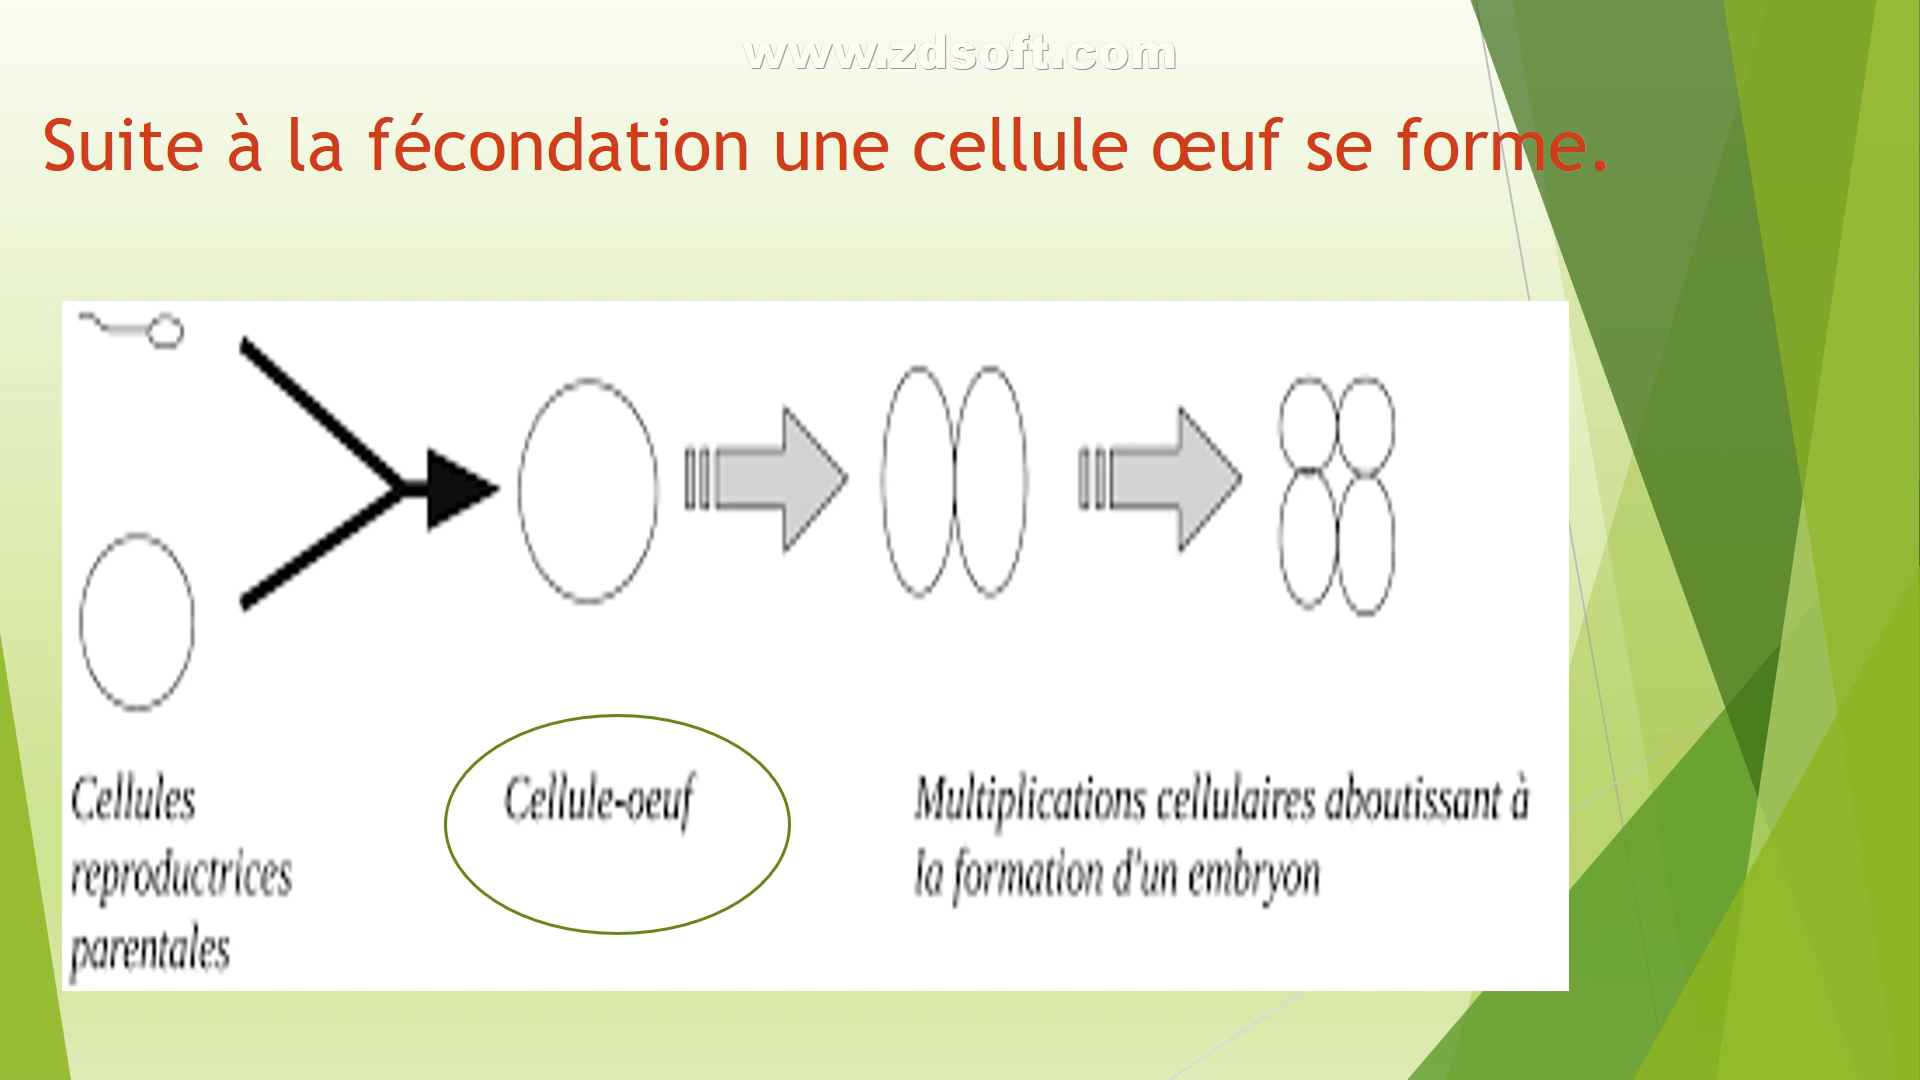 www.zdsoft.com
Suite à la fécondation une cellule œuf se forme.
Cellules
reproductrices
parentales
Cellule-oeuf
Multiplications cellulaires aboutissant à
la formation d'un embryon